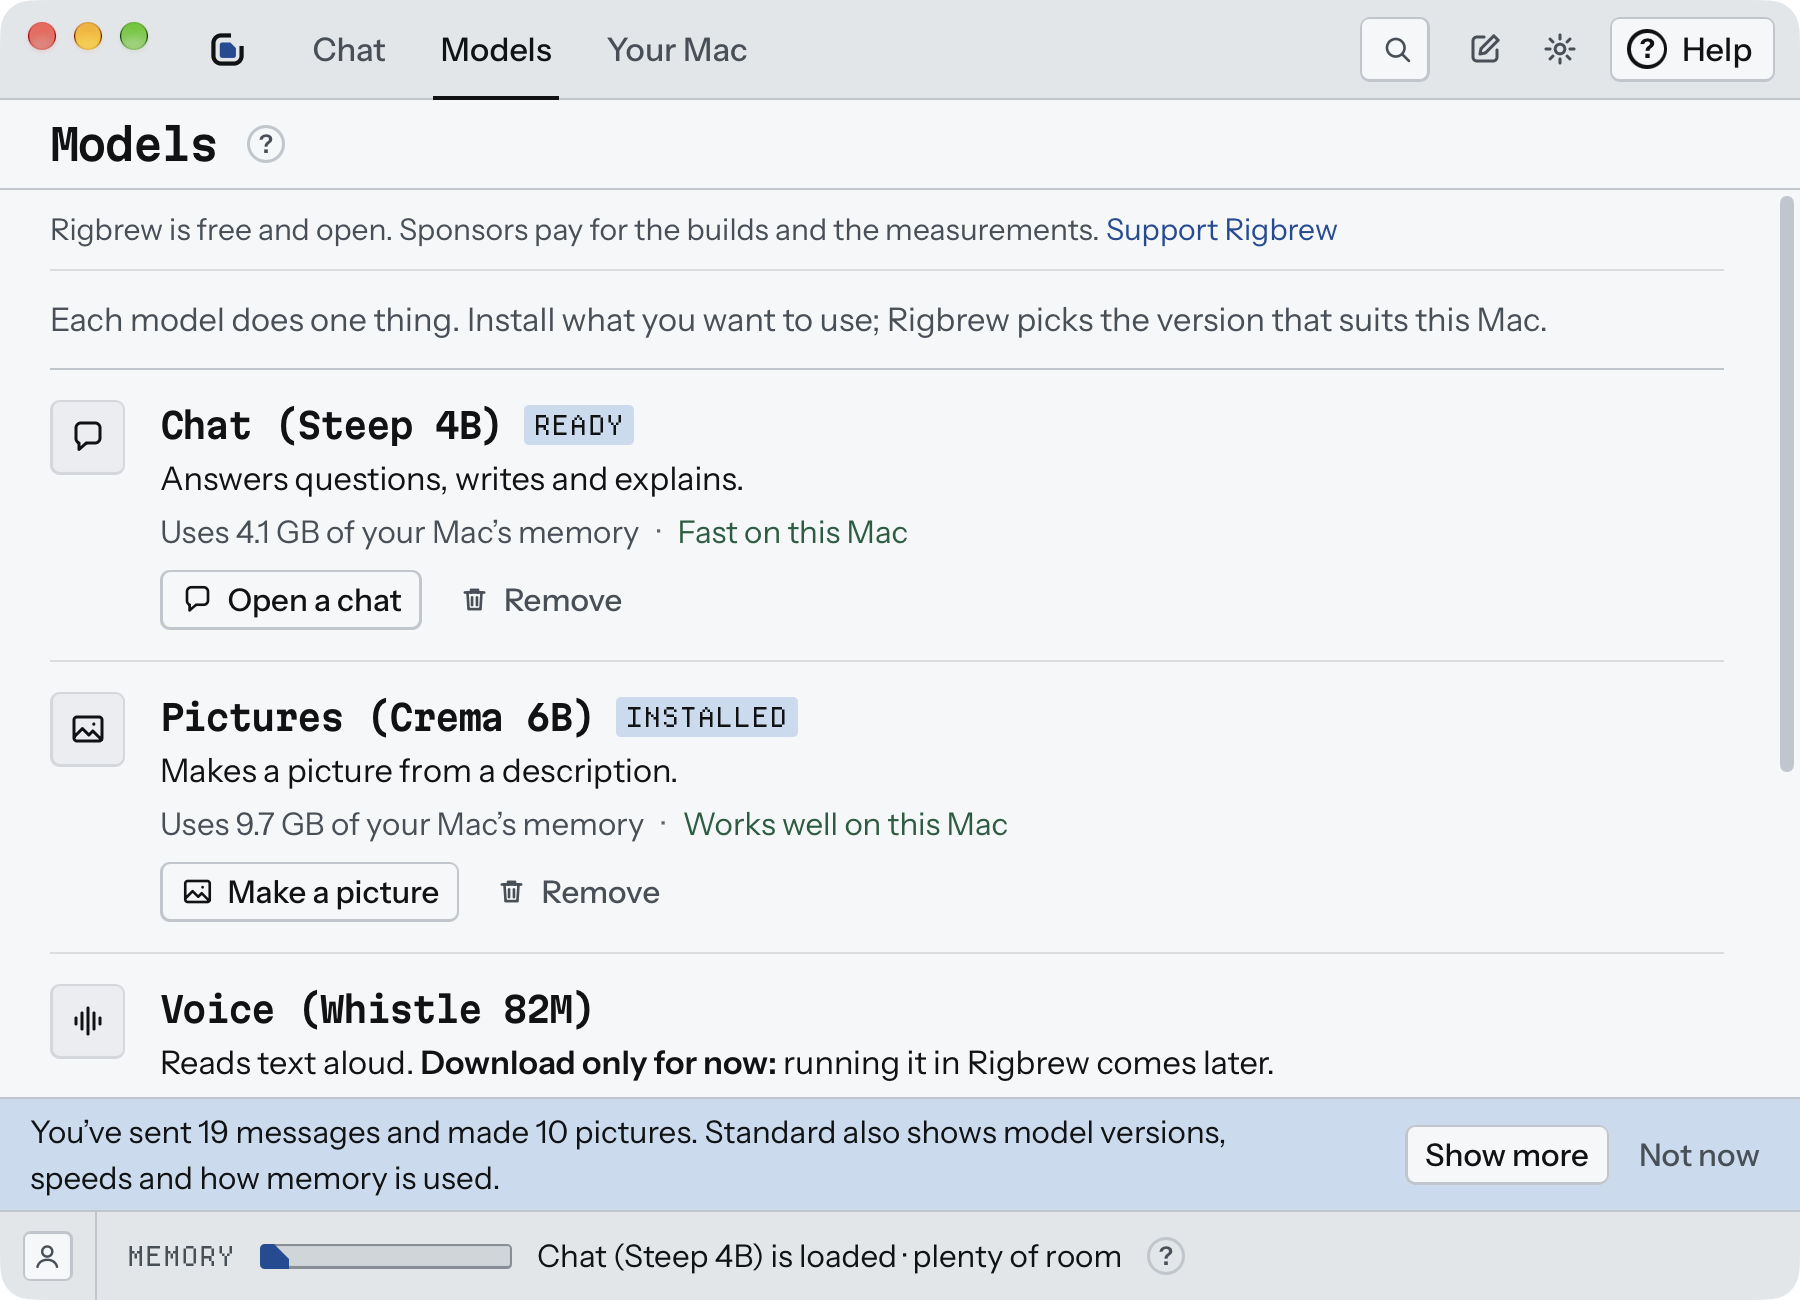 Chat Models Your Mac Help
Models ?
Rigbrew is free and open. Sponsors pay for the builds and the measurements. Support Rigbrew
Each model does one thing. Install what you want to use; Rigbrew picks the version that suits this Mac.
Chat (Steep 4B) READY
Answers questions, writes and explains.
Uses 4.1 GB of your Mac’s memory · Fast on this Mac
Open a chat Remove
Pictures (Crema 6B) INSTALLED
Makes a picture from a description.
Uses 9.7 GB of your Mac’s memory · Works well on this Mac
Make a picture Remove
Voice (Whistle 82M)
Reads text aloud. Download only for now: running it in Rigbrew comes later.
You’ve sent 19 messages and made 10 pictures. Standard also shows model versions,
speeds and how memory is used.
Show more Not now
MEMORY Chat (Steep 4B) is loaded · plenty of room ?